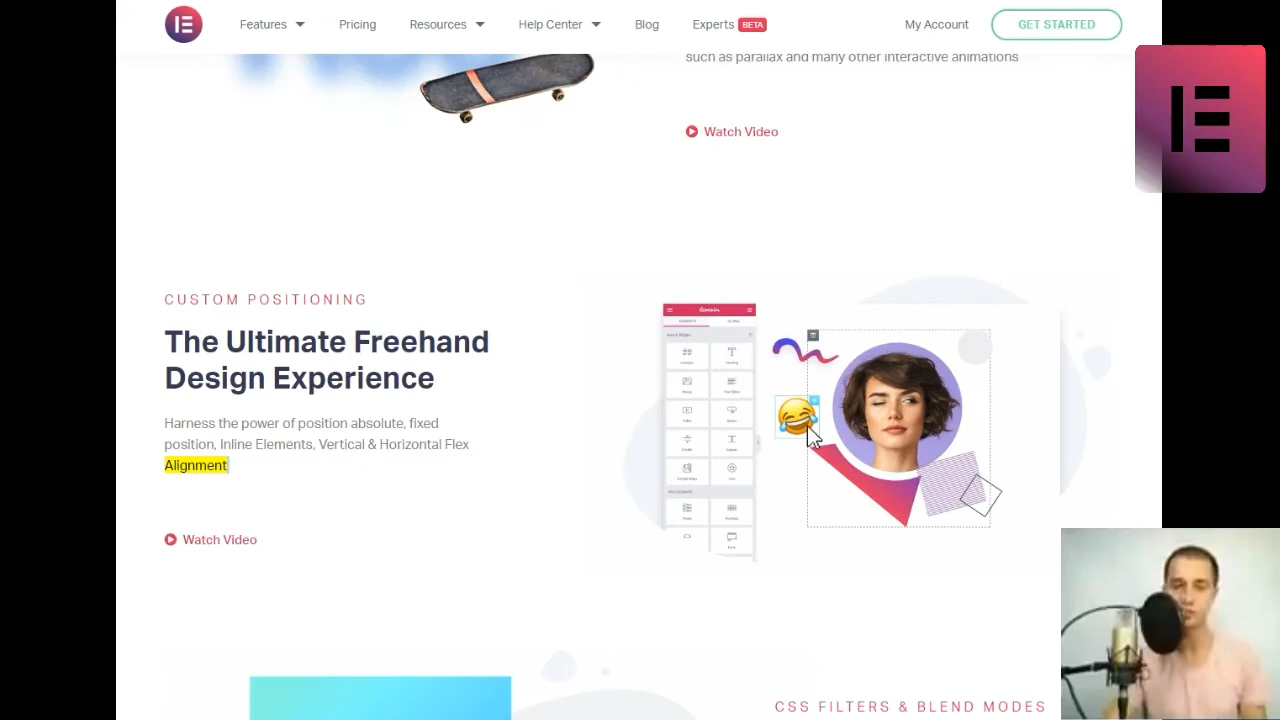 Features
Pricing
Resources
Help Center
Blog
Experts BETA
My Account
GET STARTED
such as parallax and many other interactive animations
Watch Video
CUSTOM POSITIONING
The Ultimate Freehand
Design Experience
Harness the power of position absolute, fixed
position, Inline Elements, Vertical & Horizontal Flex
Alignment
Watch Video
CSS FILTERS & BLEND MODES